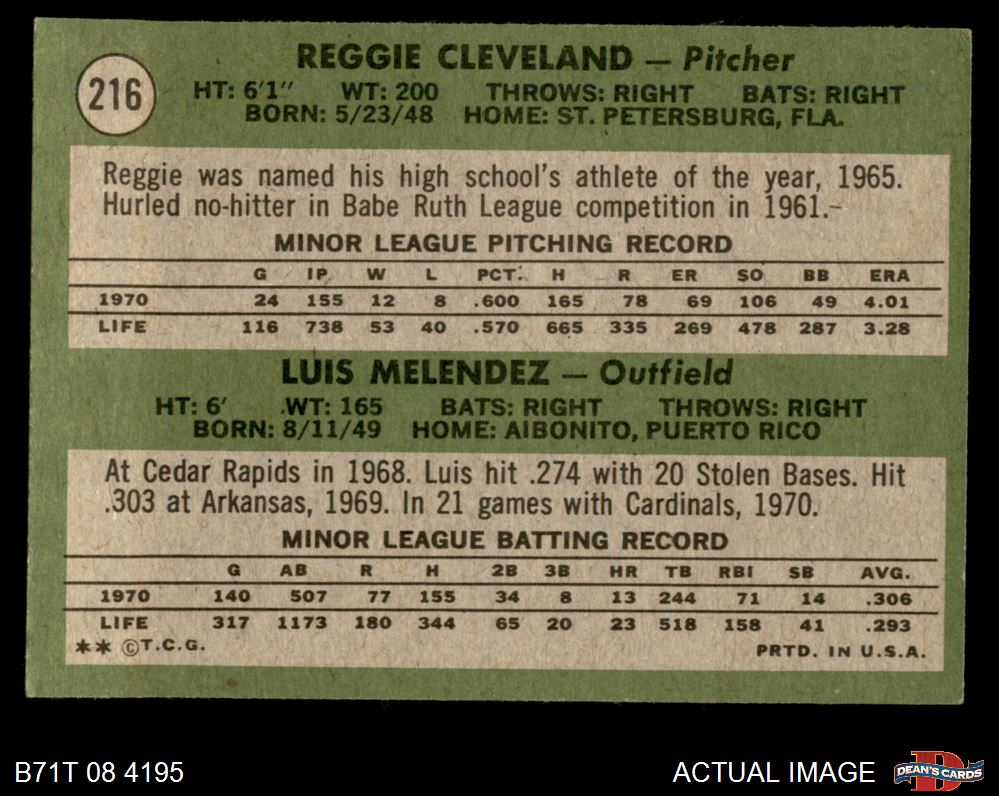 216
REGGIE CLEVELAND — Pitcher
HT: 6'1" WT: 200 THROWS: RIGHT BATS: RIGHT
BORN: 5/23/48 HOME: ST. PETERSBURG, FLA.
Reggie was named his high school's athlete of the year, 1965.
Hurled no-hitter in Babe Ruth League competition in 1961.
MINOR LEAGUE PITCHING RECORD
G IP W L PCT. H R ER SO BB ERA
1970 24 155 12 8 .600 165 78 69 106 49 4.01
LIFE 116 738 53 40 .570 665 335 269 478 287 3.28
LUIS MELENDEZ — Outfield
HT: 6' WT: 165 BATS: RIGHT THROWS: RIGHT
BORN: 8/11/49 HOME: AIBONITO, PUERTO RICO
At Cedar Rapids in 1968. Luis hit .274 with 20 Stolen Bases. Hit
.303 at Arkansas, 1969. In 21 games with Cardinals, 1970.
MINOR LEAGUE BATTING RECORD
G AB R H 2B 3B HR TB RBI SB AVG.
1970 140 507 77 155 34 8 13 244 71 14 .306
LIFE 317 1173 180 344 65 20 23 518 158 41 .293
** ©T.C.G. PRTD. IN U.S.A.
B71T 08 4195 ACTUAL IMAGE D DEAN'S CARDS